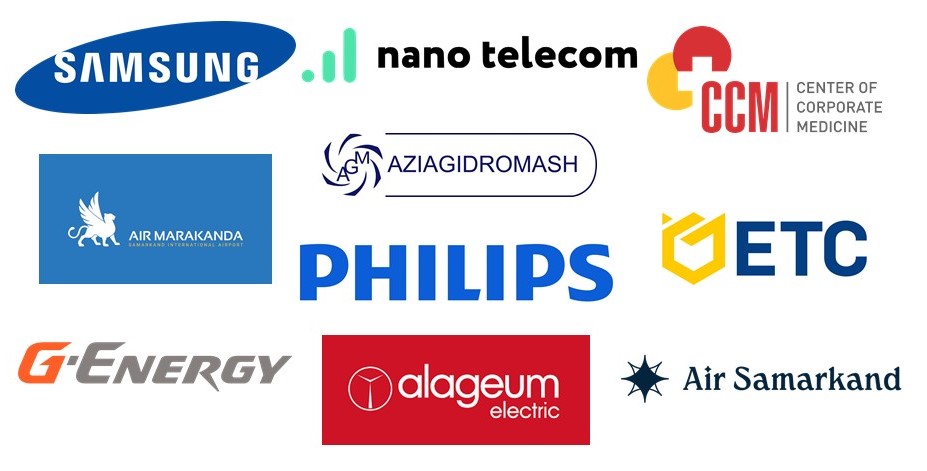 SAMSUNG
nano telecom
CCM
CENTER OF
CORPORATE
MEDICINE
AGM
AZIAGIDROMASH
AIR MARAKANDA
SAMARKAND INTERNATIONAL AIRPORT
PHILIPS
ETC
G-ENERGY
alageum
electric
Air Samarkand